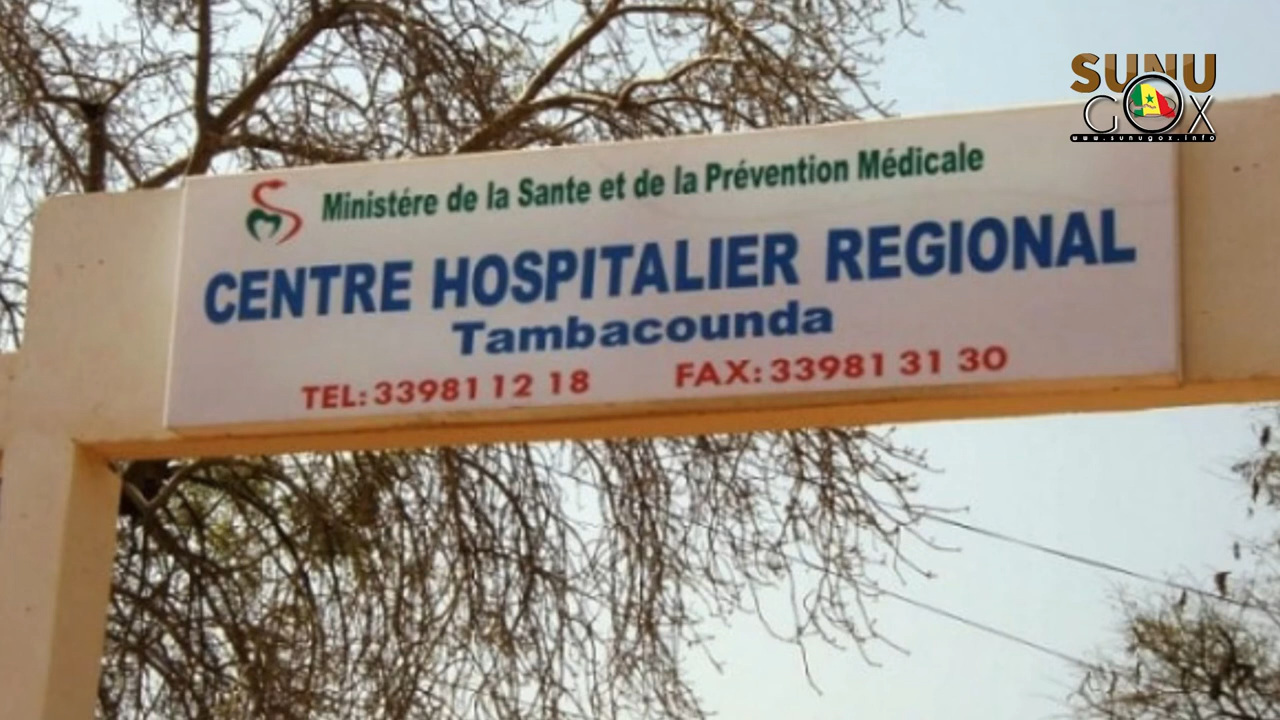 SUNU
GOX
www.sunugox.info
Ministére de la Sante et de la Prévention Médicale
CENTRE HOSPITALIER REGIONAL
Tambacounda
TEL: 33981 12 18 FAX: 33981 31 30